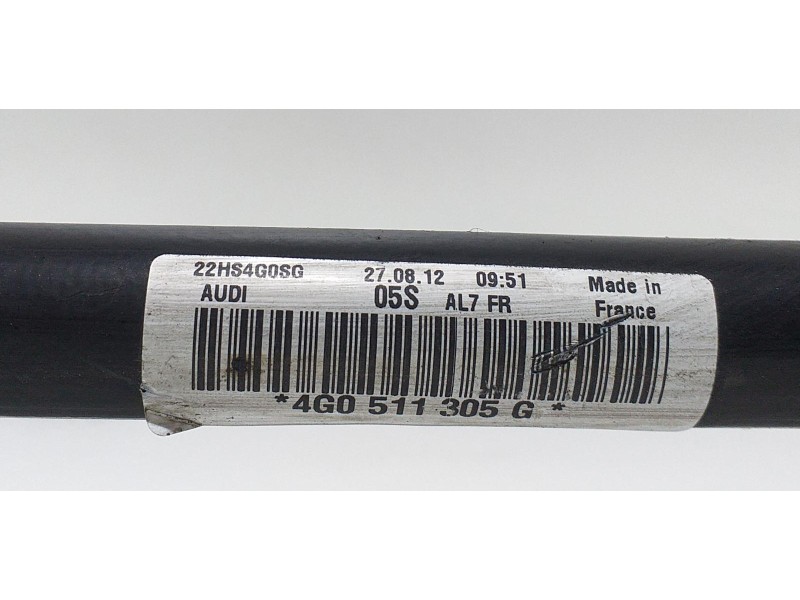 22HS4G0SG 27.08.12 09:51 Made in
AUDI 05S AL7 FR France
*4G0 511 305 G*